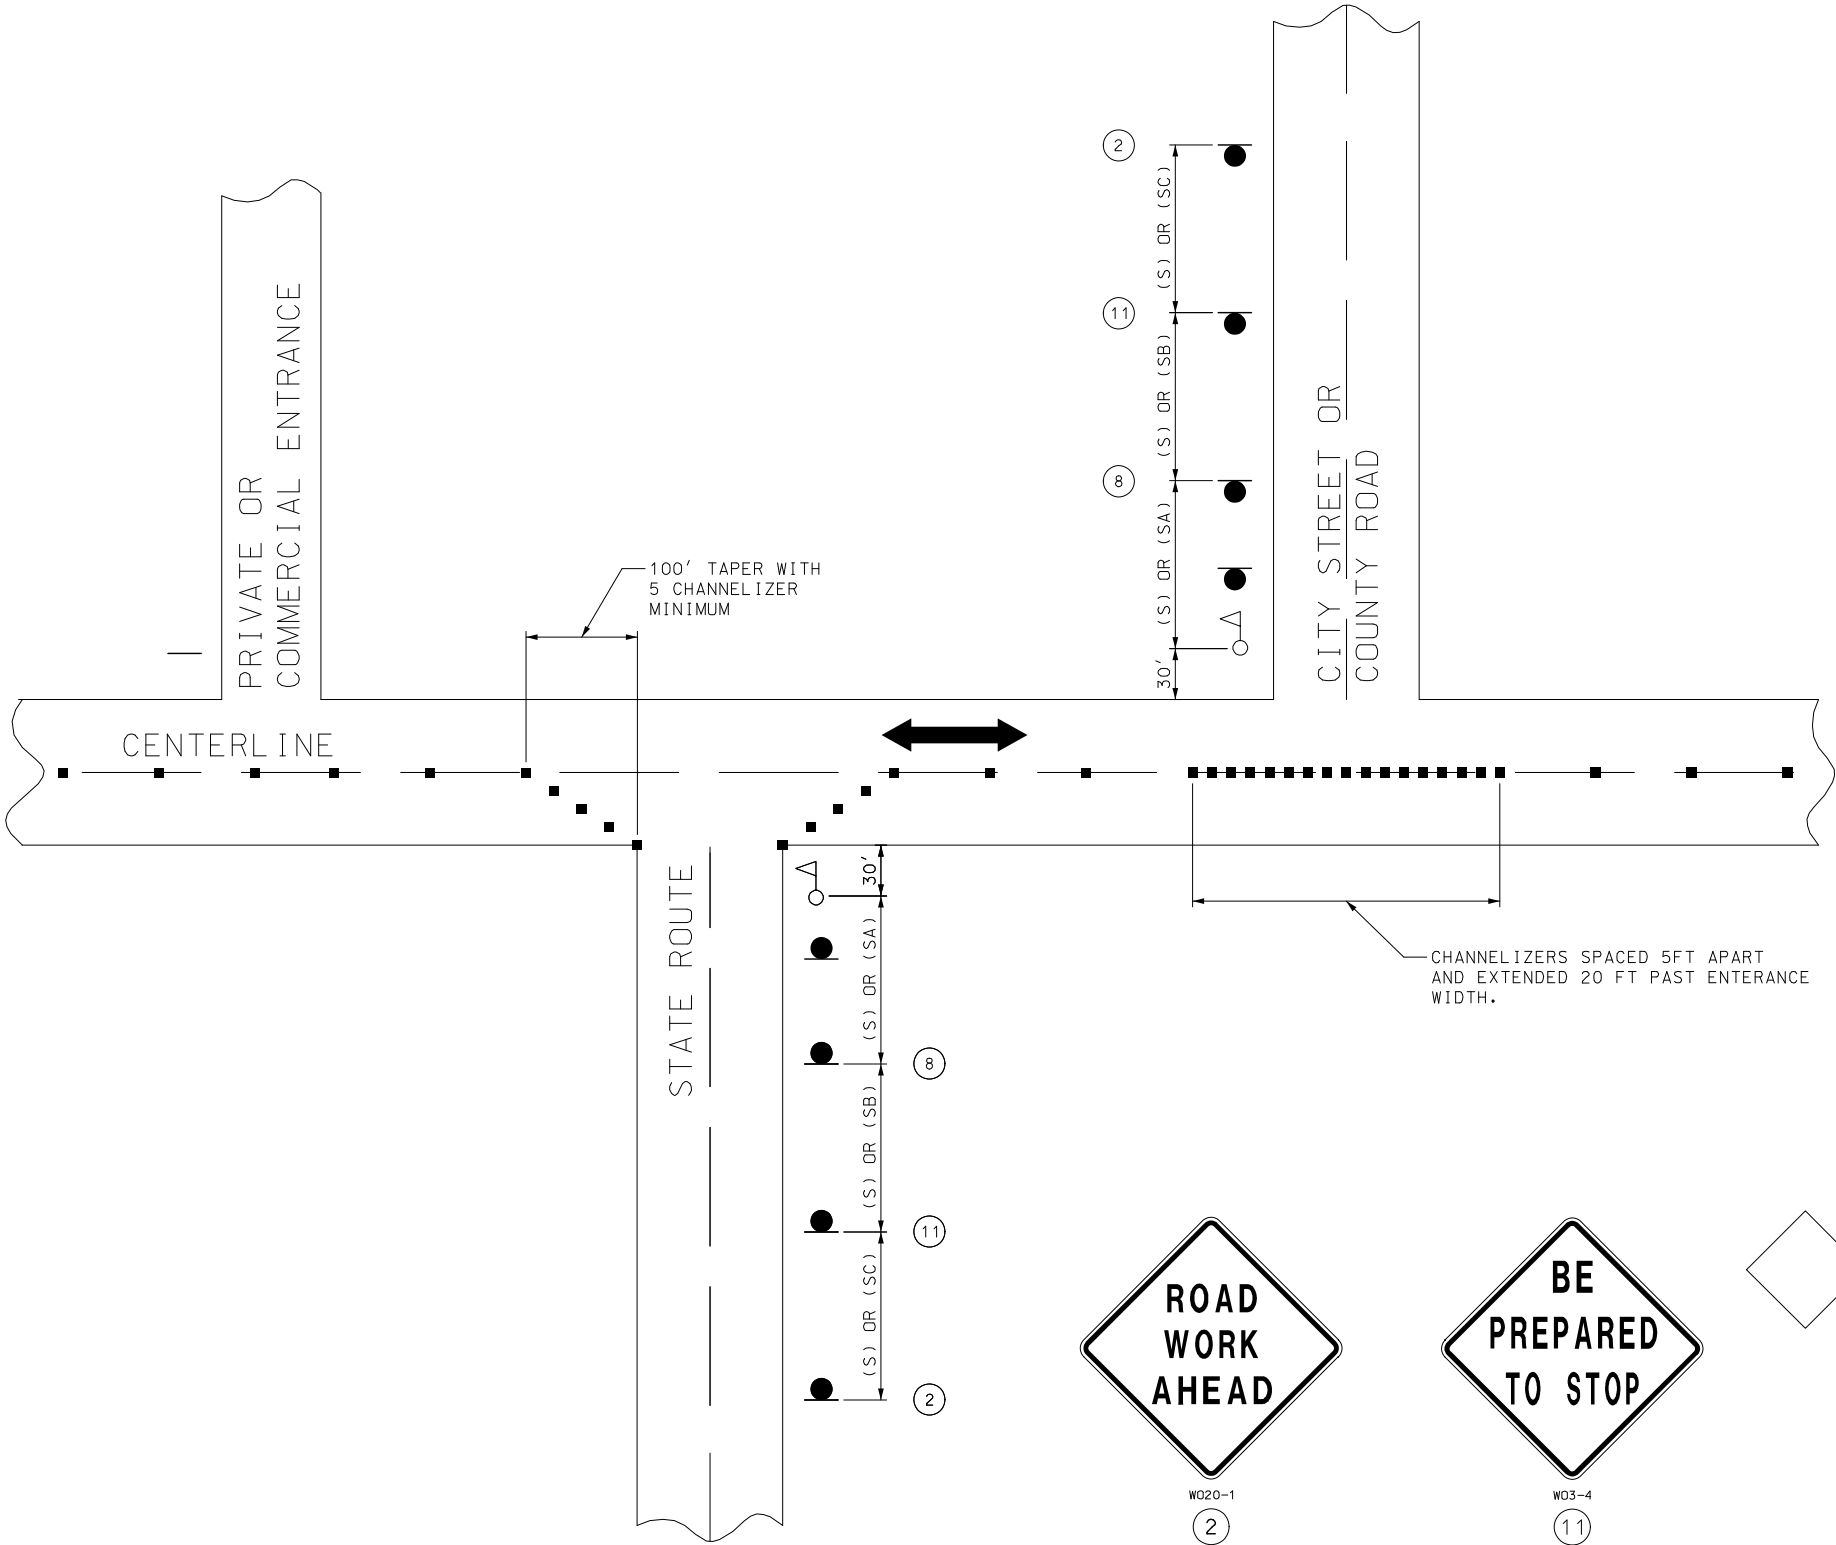 2
(S) OR (SC)
11
(S) OR (SB)
8
(S) OR (SA)
30'
PRIVATE OR
COMMERCIAL ENTRANCE
100' TAPER WITH
5 CHANNELIZER
MINIMUM
CITY STREET OR
COUNTY ROAD
CENTERLINE
STATE ROUTE
30'
(S) OR (SA)
8
(S) OR (SB)
11
(S) OR (SC)
2
CHANNELIZERS SPACED 5FT APART
AND EXTENDED 20 FT PAST ENTERANCE
WIDTH.
ROAD
WORK
AHEAD
WO20-1
2
BE
PREPARED
TO STOP
WO3-4
11